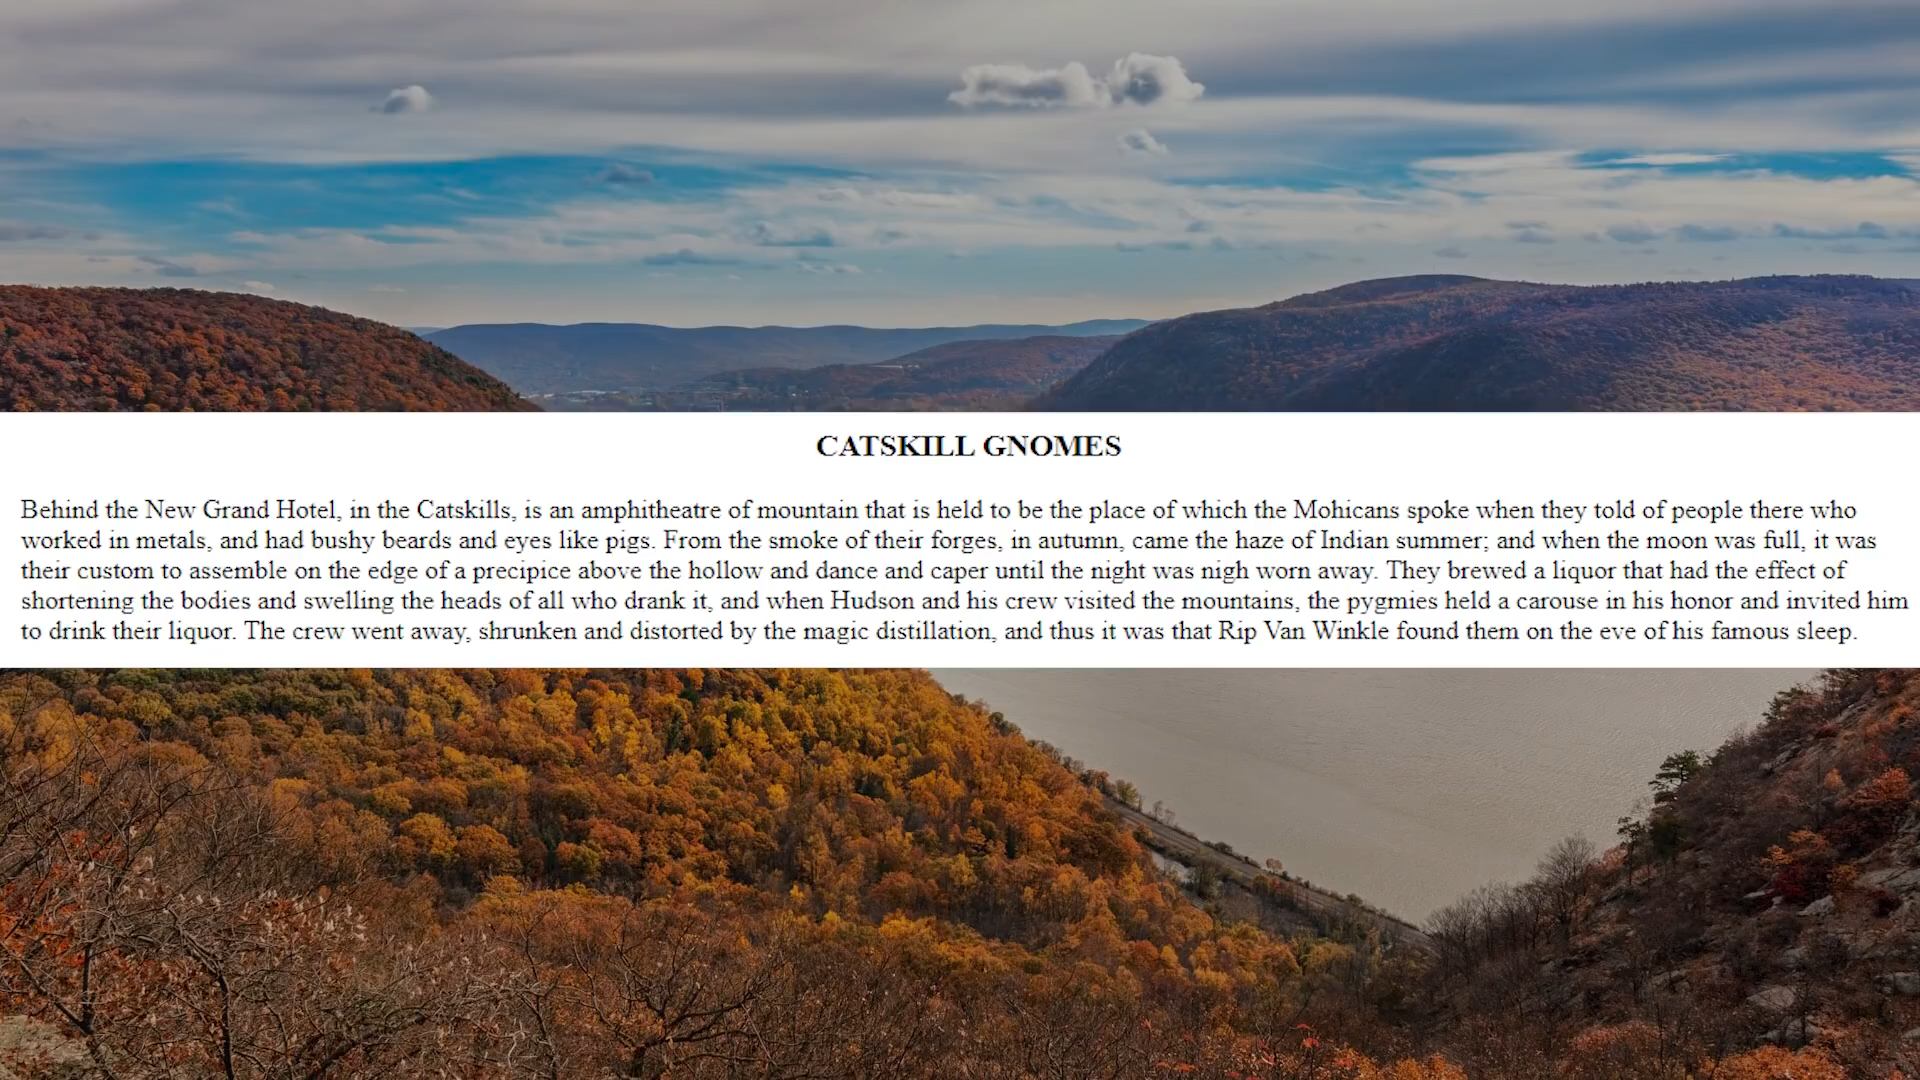 CATSKILL GNOMES
Behind the New Grand Hotel, in the Catskills, is an amphitheatre of mountain that is held to be the place of which the Mohicans spoke when they told of people there who
worked in metals, and had bushy beards and eyes like pigs. From the smoke of their forges, in autumn, came the haze of Indian summer; and when the moon was full, it was
their custom to assemble on the edge of a precipice above the hollow and dance and caper until the night was nigh worn away. They brewed a liquor that had the effect of
shortening the bodies and swelling the heads of all who drank it, and when Hudson and his crew visited the mountains, the pygmies held a carouse in his honor and invited him
to drink their liquor. The crew went away, shrunken and distorted by the magic distillation, and thus it was that Rip Van Winkle found them on the eve of his famous sleep.